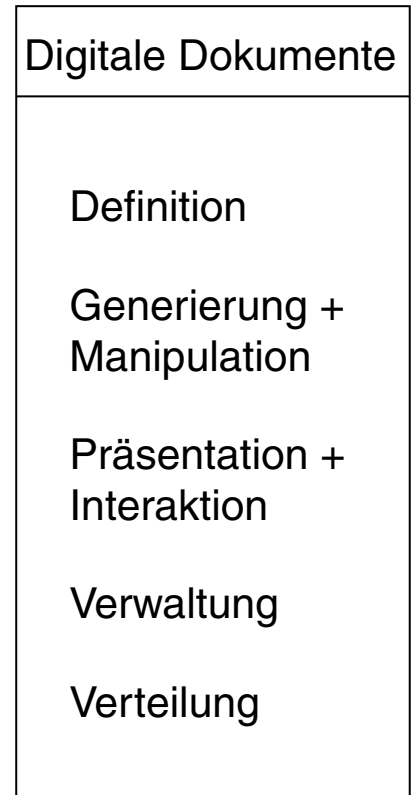 Digitale Dokumente
Definition
Generierung +
Manipulation
Präsentation +
Interaktion
Verwaltung
Verteilung